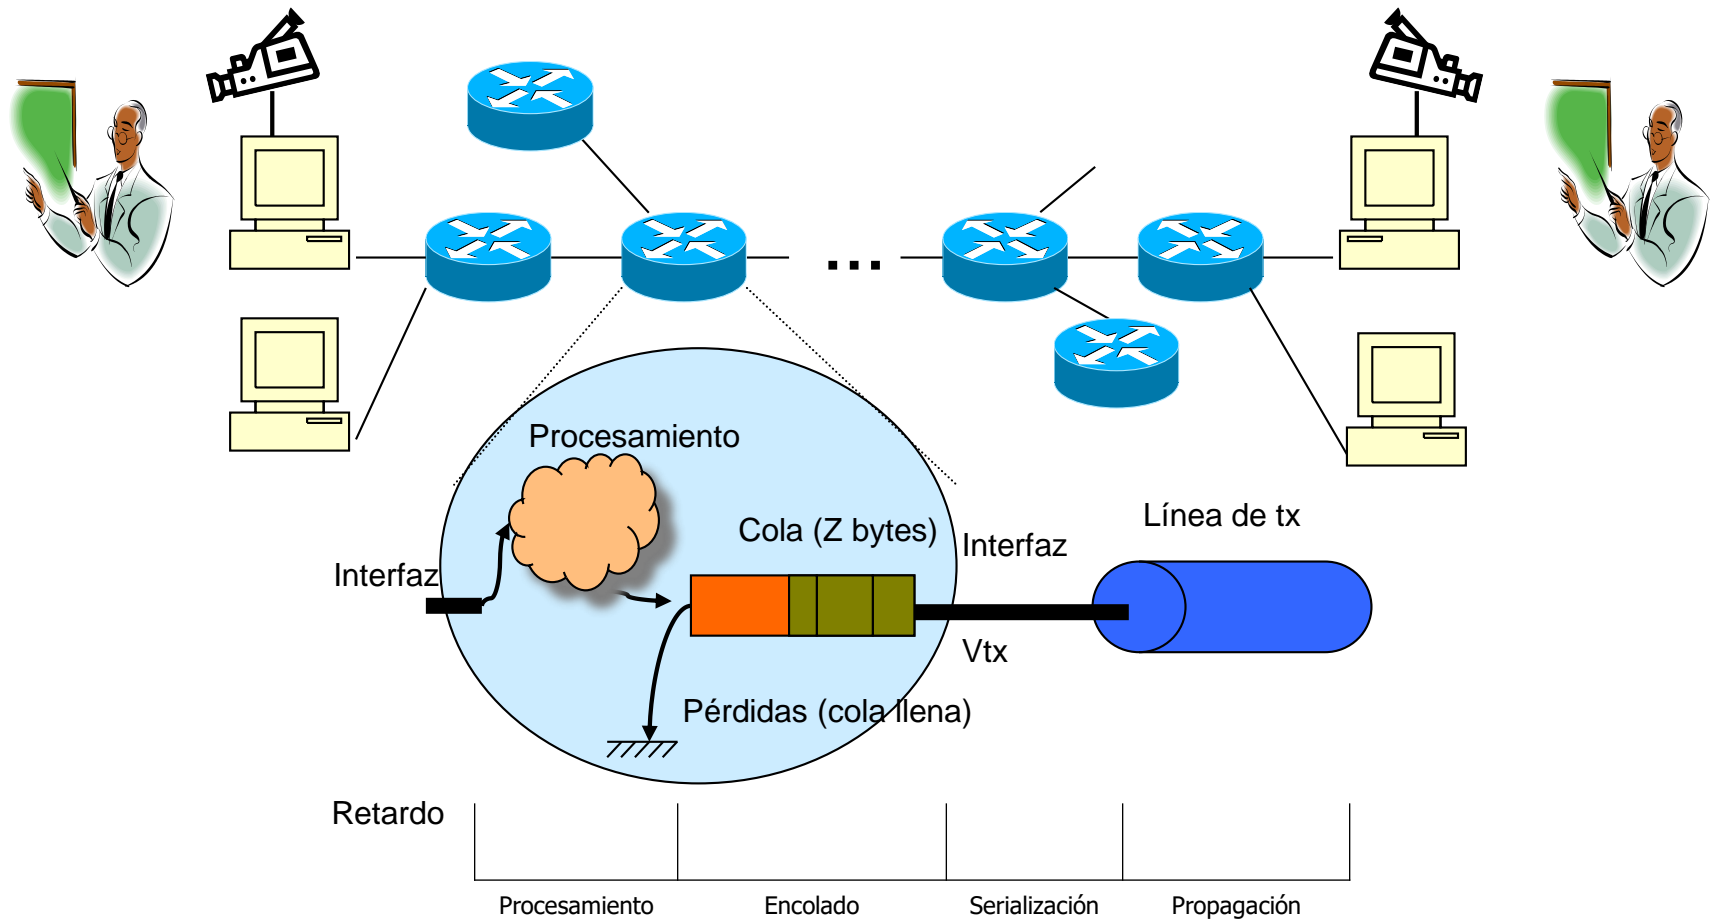 ...
Procesamiento
Cola (Z bytes)
Línea de tx
Interfaz
Interfaz
Vtx
Pérdidas (cola llena)
Retardo
Procesamiento
Encolado
Serialización
Propagación